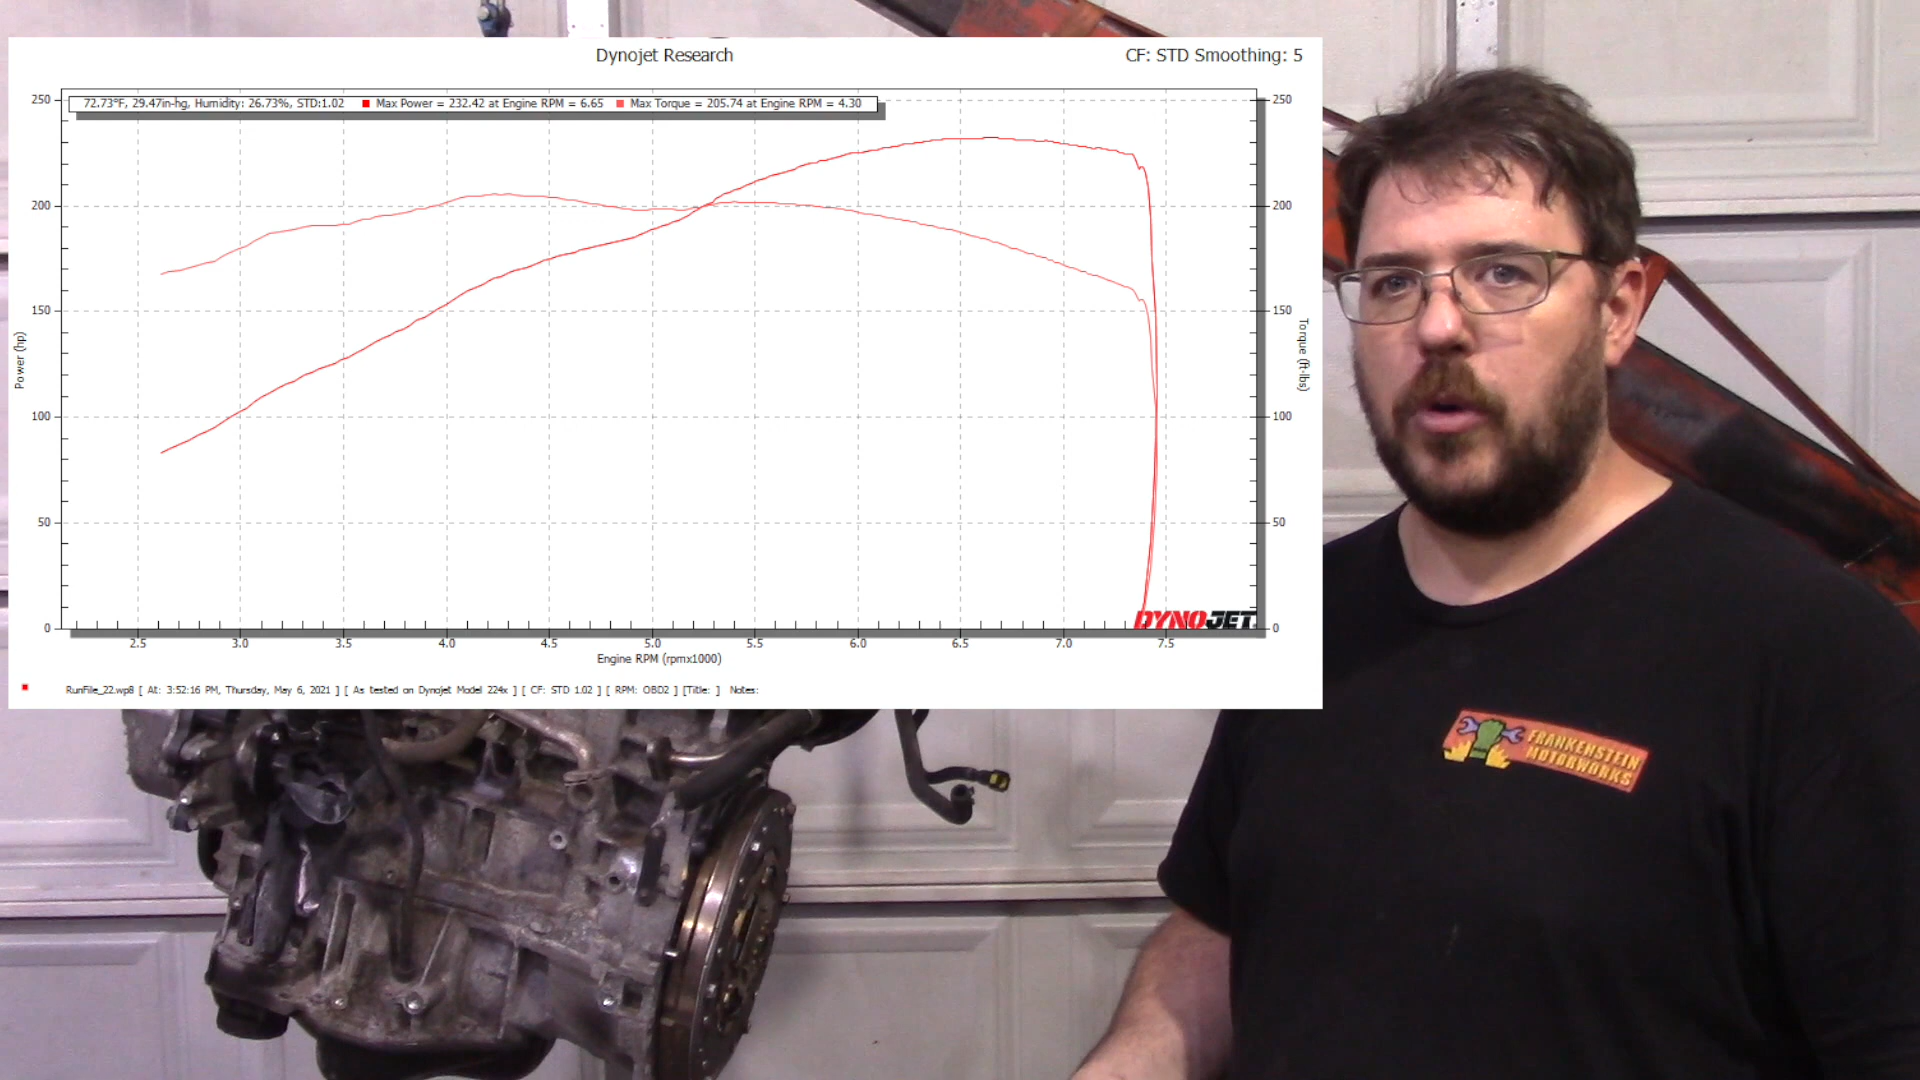 Dynojet Research
CF: STD Smoothing: 5
72.73°F, 29.47in-hg, Humidity: 26.73%, STD:1.02 Max Power = 232.42 at Engine RPM = 6.65 Max Torque = 205.74 at Engine RPM = 4.30
250
200
150
100
50
0
Power (hp)
250
200
150
100
50
0
Torque (ft-lbs)
DYNOJET
2.5 3.0 3.5 4.0 4.5 5.0 5.5 6.0 6.5 7.0 7.5
Engine RPM (rpmx1000)
RunFile_22.wp8 [ At: 3:52:16 PM, Thursday, May 6, 2021 ] [ As tested on Dynojet Model 224x ] [ CF: STD 1.02 ] [ RPM: OBD2 ] [Title: ] Notes:
FRANKENSTEIN
MOTORWORKS